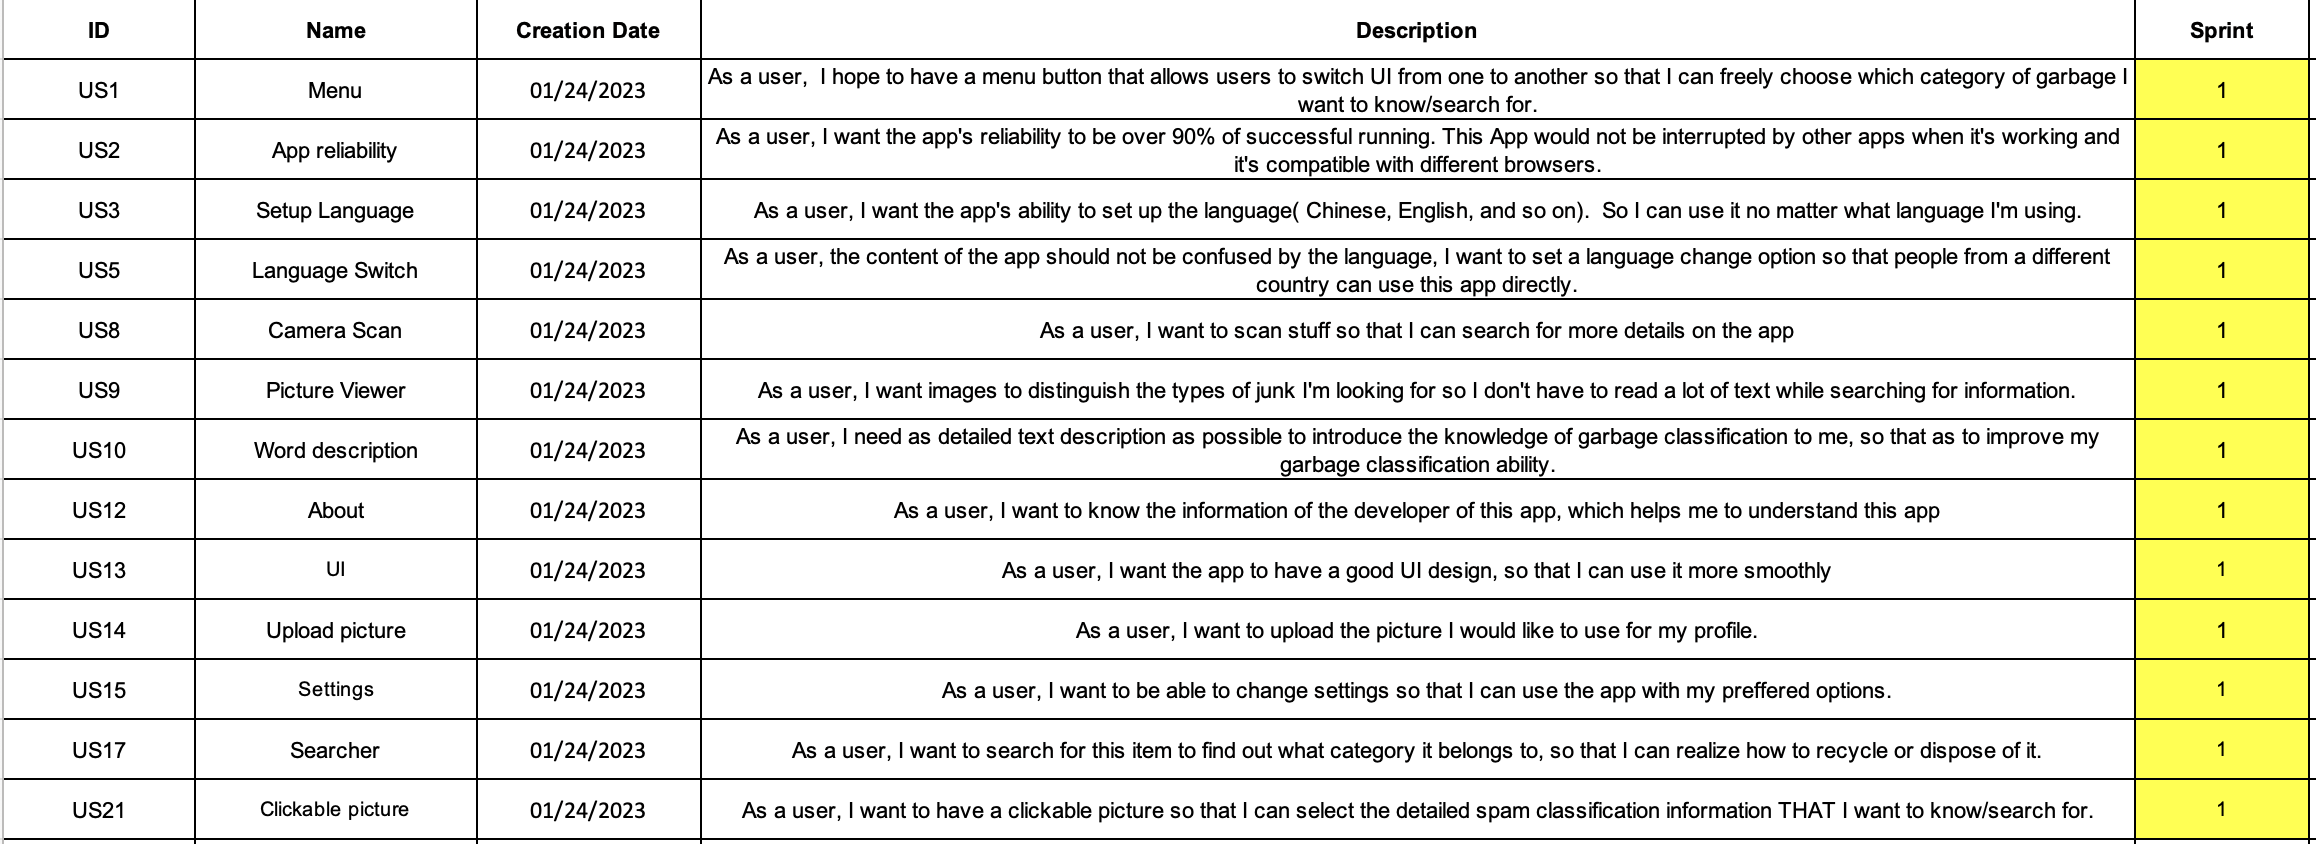 ID Name Creation Date Description Sprint
US1 Menu 01/24/2023 As a user,  I hope to have a menu button that allows users to switch UI from one to another so that I can freely choose which category of garbage I
want to know/search for. 1
US2 App reliability 01/24/2023 As a user, I want the app's reliability to be over 90% of successful running. This App would not be interrupted by other apps when it's working and
it's compatible with different browsers. 1
US3 Setup Language 01/24/2023 As a user, I want the app's ability to set up the language( Chinese, English, and so on).  So I can use it no matter what language I'm using. 1
US5 Language Switch 01/24/2023 As a user, the content of the app should not be confused by the language, I want to set a language change option so that people from a different
country can use this app directly. 1
US8 Camera Scan 01/24/2023 As a user, I want to scan stuff so that I can search for more details on the app 1
US9 Picture Viewer 01/24/2023 As a user, I want images to distinguish the types of junk I'm looking for so I don't have to read a lot of text while searching for information. 1
US10 Word description 01/24/2023 As a user, I need as detailed text description as possible to introduce the knowledge of garbage classification to me, so that as to improve my
garbage classification ability. 1
US12 About 01/24/2023 As a user, I want to know the information of the developer of this app, which helps me to understand this app 1
US13 UI 01/24/2023 As a user, I want the app to have a good UI design, so that I can use it more smoothly 1
US14 Upload picture 01/24/2023 As a user, I want to upload the picture I would like to use for my profile. 1
US15 Settings 01/24/2023 As a user, I want to be able to change settings so that I can use the app with my preffered options. 1
US17 Searcher 01/24/2023 As a user, I want to search for this item to find out what category it belongs to, so that I can realize how to recycle or dispose of it. 1
US21 Clickable picture 01/24/2023 As a user, I want to have a clickable picture so that I can select the detailed spam classification information THAT I want to know/search for. 1